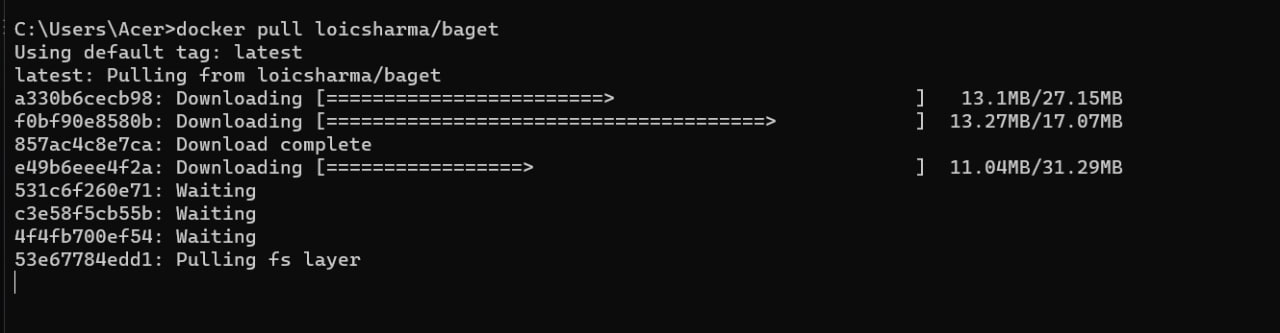 C:\Users\Acer>docker pull loicsharma/baget
Using default tag: latest
latest: Pulling from loicsharma/baget
a330b6cecb98: Downloading [========================>                          ]   13.1MB/27.15MB
f0bf90e8580b: Downloading [======================================>            ]  13.27MB/17.07MB
857ac4c8e7ca: Download complete
e49b6eee4f2a: Downloading [=================>                                 ]  11.04MB/31.29MB
531c6f260e71: Waiting
c3e58f5cb55b: Waiting
4f4fb700ef54: Waiting
53e67784edd1: Pulling fs layer